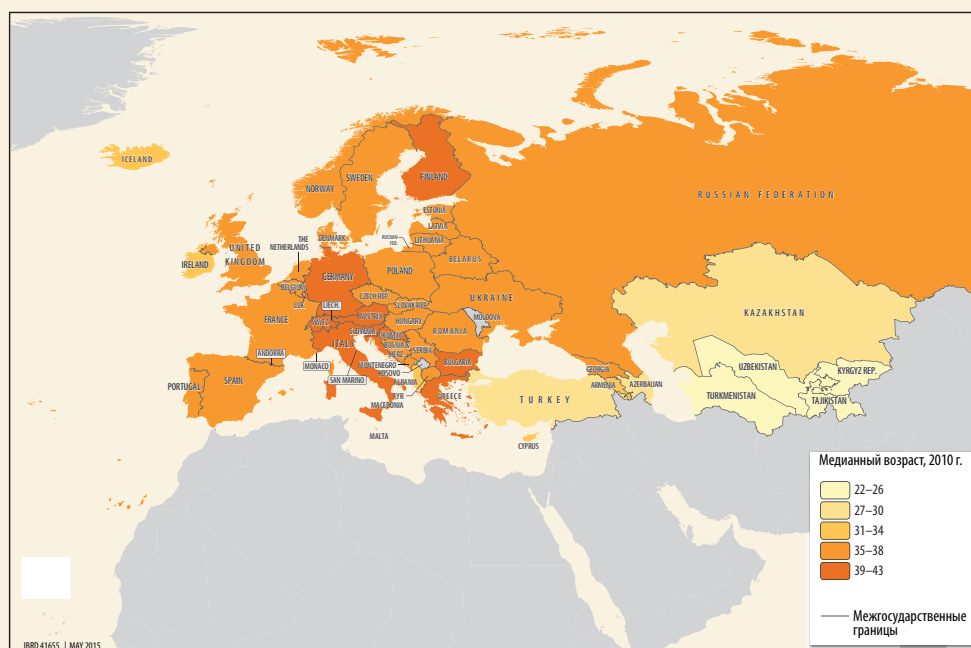 ICELAND
NORWAY
SWEDEN
FINLAND
RUSSIAN FEDERATION
ESTONIA
LATVIA
LITHUANIA
RUSSIAN
FED.
DENMARK
THE
NETHERLANDS
UNITED
KINGDOM
IRELAND
BELARUS
POLAND
GERMANY
BELGIUM
LUX.
CZECH REP.
SLOVAK REP.
UKRAINE
MOLDOVA
KAZAKHSTAN
LIECH.
AUSTRIA
HUNGARY
FRANCE
SWITZ.
SLOVENIA
CROATIA
ROMANIA
ITALY
BOSNIA &
HERZ.
SERBIA
ANDORRA
MONACO
SAN MARINO
MONTENEGRO
KOSOVO
BULGARIA
ALBANIA
FYR
MACEDONIA
GREECE
PORTUGAL
SPAIN
GEORGIA
ARMENIA
AZERBAIJAN
TURKEY
UZBEKISTAN
KYRGYZ REP.
TURKMENISTAN
TAJIKISTAN
MALTA
CYPRUS
Медианный возраст, 2010 г.
22–26
27–30
31–34
35–38
39–43
Межгосударственные
границы
IBRD 41655 | MAY 2015